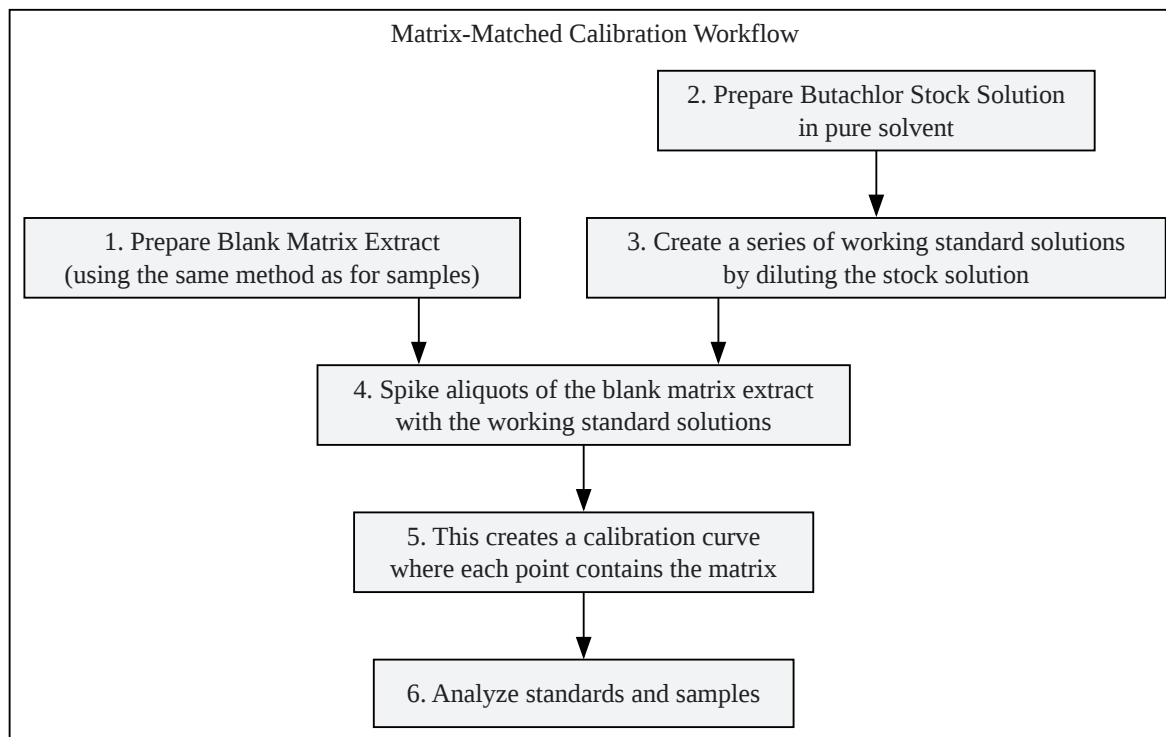 Matrix-Matched Calibration Workflow
2. Prepare Butachlor Stock Solution
in pure solvent
1. Prepare Blank Matrix Extract
(using the same method as for samples)
3. Create a series of working standard solutions
by diluting the stock solution
4. Spike aliquots of the blank matrix extract
with the working standard solutions
5. This creates a calibration curve
where each point contains the matrix
6. Analyze standards and samples